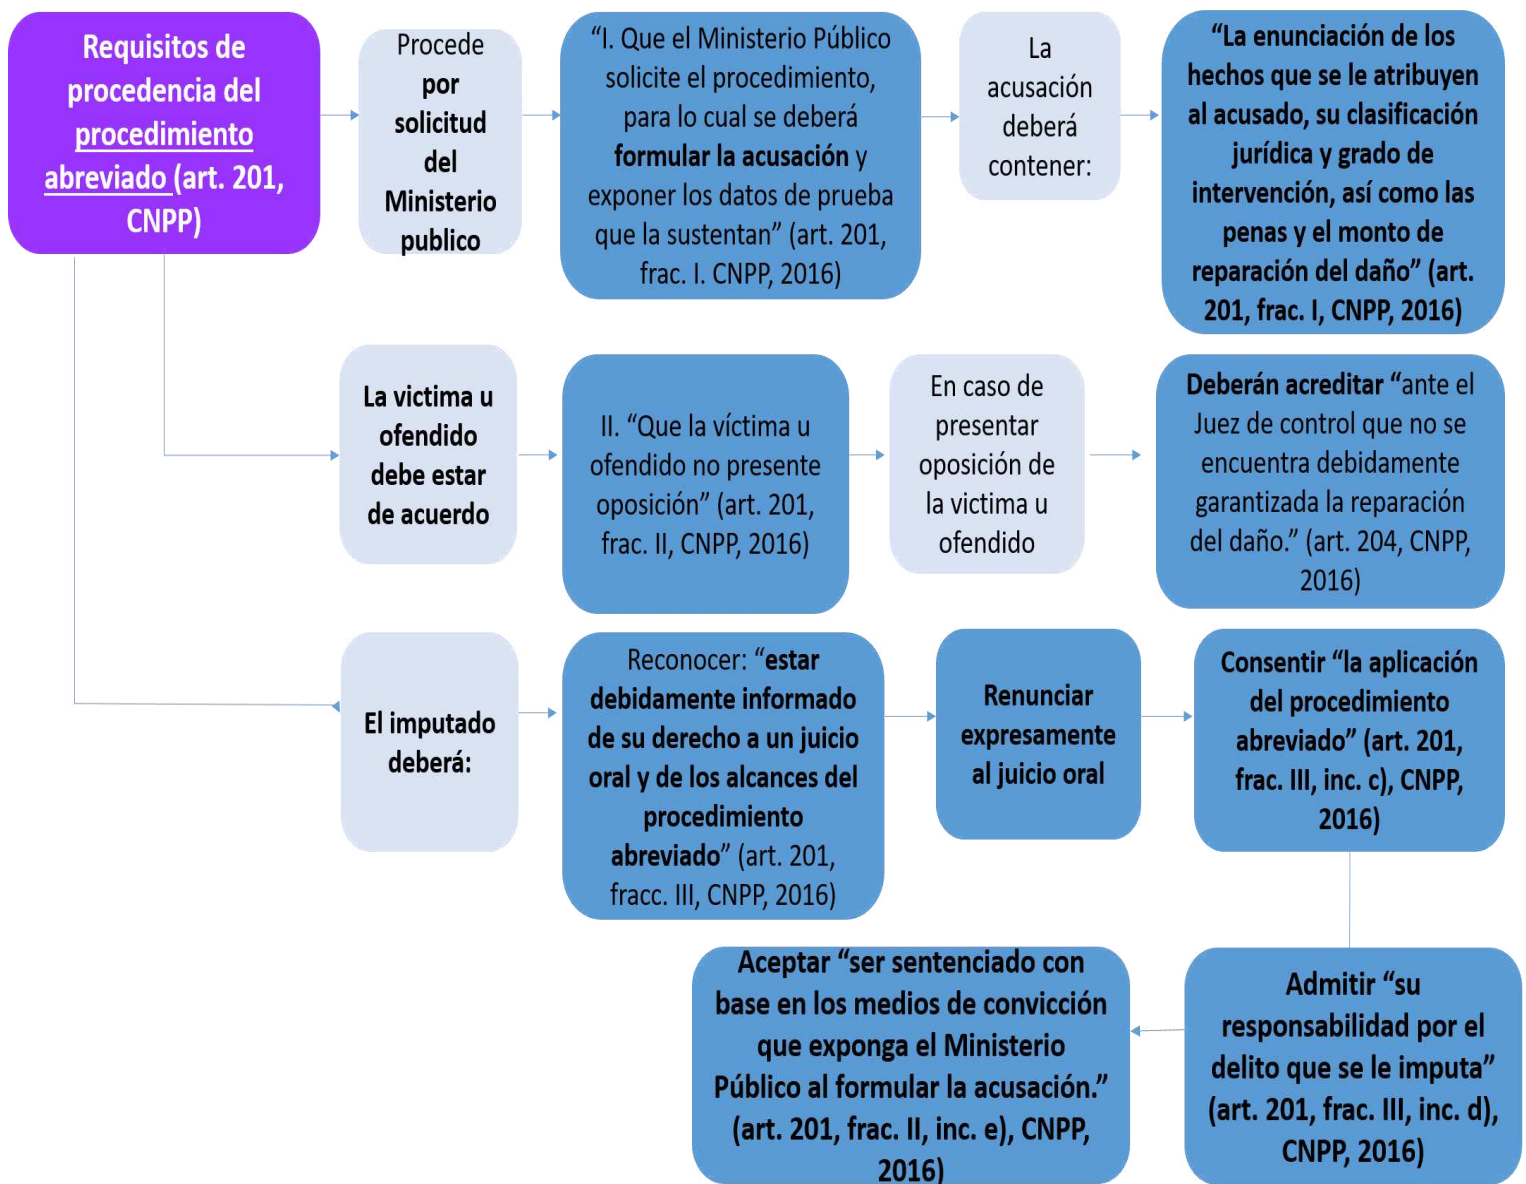 Requisitos de
procedencia del
procedimiento
abreviado (art. 201,
CNPP)
Procede
por
solicitud
del
Ministerio
publico
“I. Que el Ministerio Público
solicite el procedimiento,
para lo cual se deberá
formular la acusación y
exponer los datos de prueba
que la sustentan” (art. 201,
frac. I. CNPP, 2016)
La
acusación
deberá
contener:
“La enunciación de los
hechos que se le atribuyen
al acusado, su clasificación
jurídica y grado de
intervención, así como las
penas y el monto de
reparación del daño” (art.
201, frac. I, CNPP, 2016)
La victima u
ofendido
debe estar
de acuerdo
II. “Que la víctima u
ofendido no presente
oposición” (art. 201,
frac. II, CNPP, 2016)
En caso de
presentar
oposición de
la victima u
ofendido
Deberán acreditar “ante el
Juez de control que no se
encuentra debidamente
garantizada la reparación
del daño.” (art. 204, CNPP,
2016)
El imputado
deberá:
Reconocer: “estar
debidamente informado
de su derecho a un juicio
oral y de los alcances del
procedimiento
abreviado” (art. 201,
fracc. III, CNPP, 2016)
Renunciar
expresamente
al juicio oral
Consentir “la aplicación
del procedimiento
abreviado” (art. 201,
frac. III, inc. c), CNPP,
2016)
Admitir “su
responsabilidad por el
delito que se le imputa”
(art. 201, frac. III, inc. d),
CNPP, 2016)
Aceptar “ser sentenciado con
base en los medios de convicción
que exponga el Ministerio
Público al formular la acusación.”
(art. 201, frac. II, inc. e), CNPP,
2016)